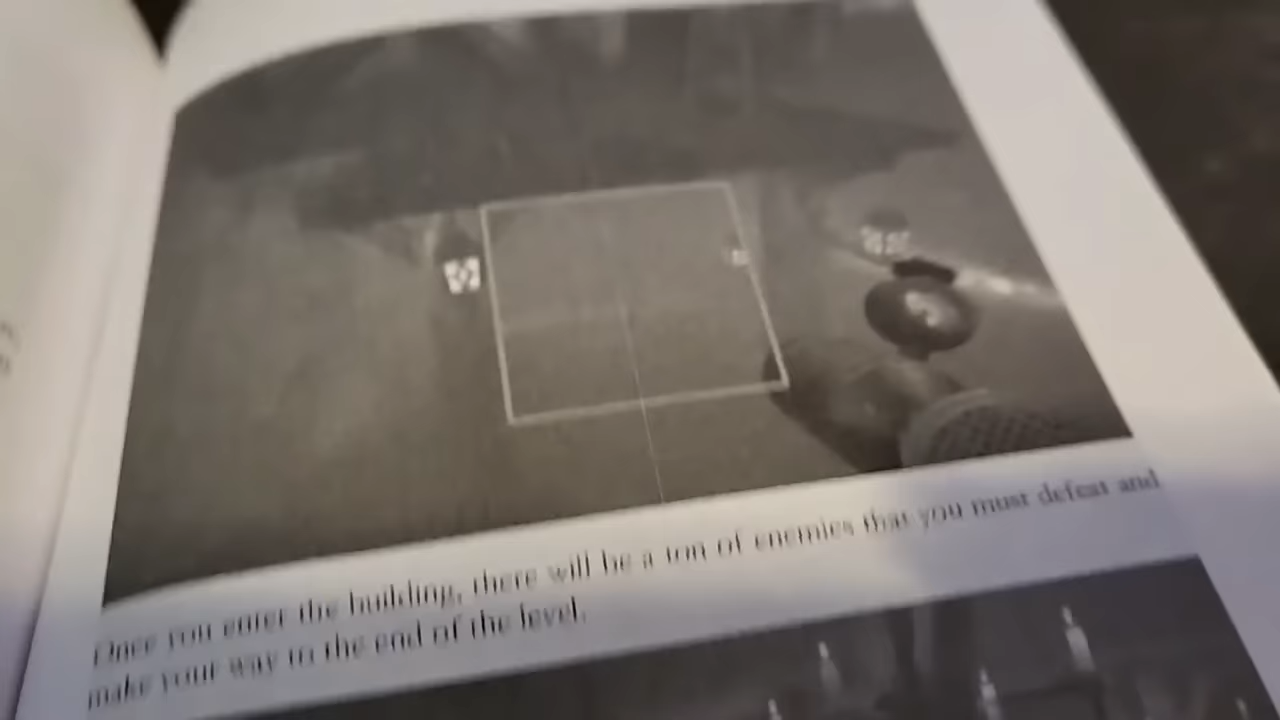 Once you enter the building, there will be a ton of enemies that you must defeat and
make your way to the end of the level.